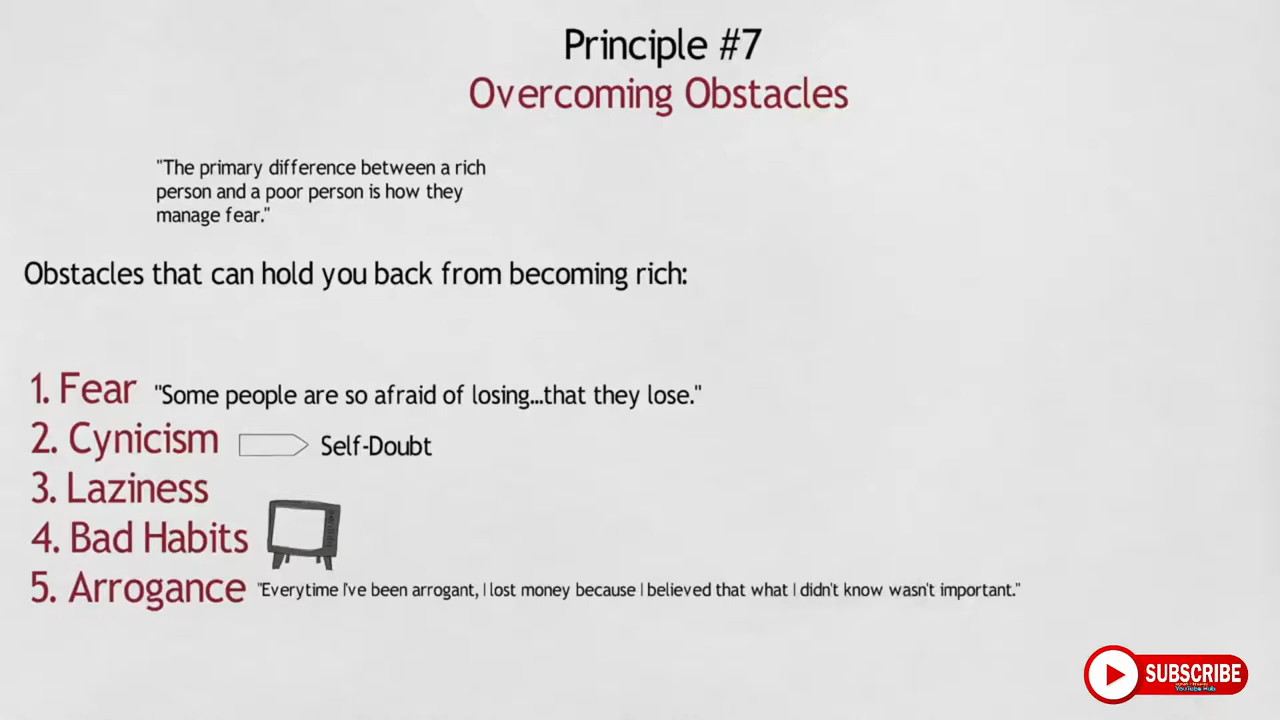 Principle #7
Overcoming Obstacles
"The primary difference between a rich
person and a poor person is how they
manage fear."
Obstacles that can hold you back from becoming rich:
1. Fear "Some people are so afraid of losing...that they lose."
2. Cynicism Self-Doubt
3. Laziness
4. Bad Habits
5. Arrogance "Everytime I've been arrogant, I lost money because I believed that what I didn't know wasn't important."
SUBSCRIBE
YouTube Hub